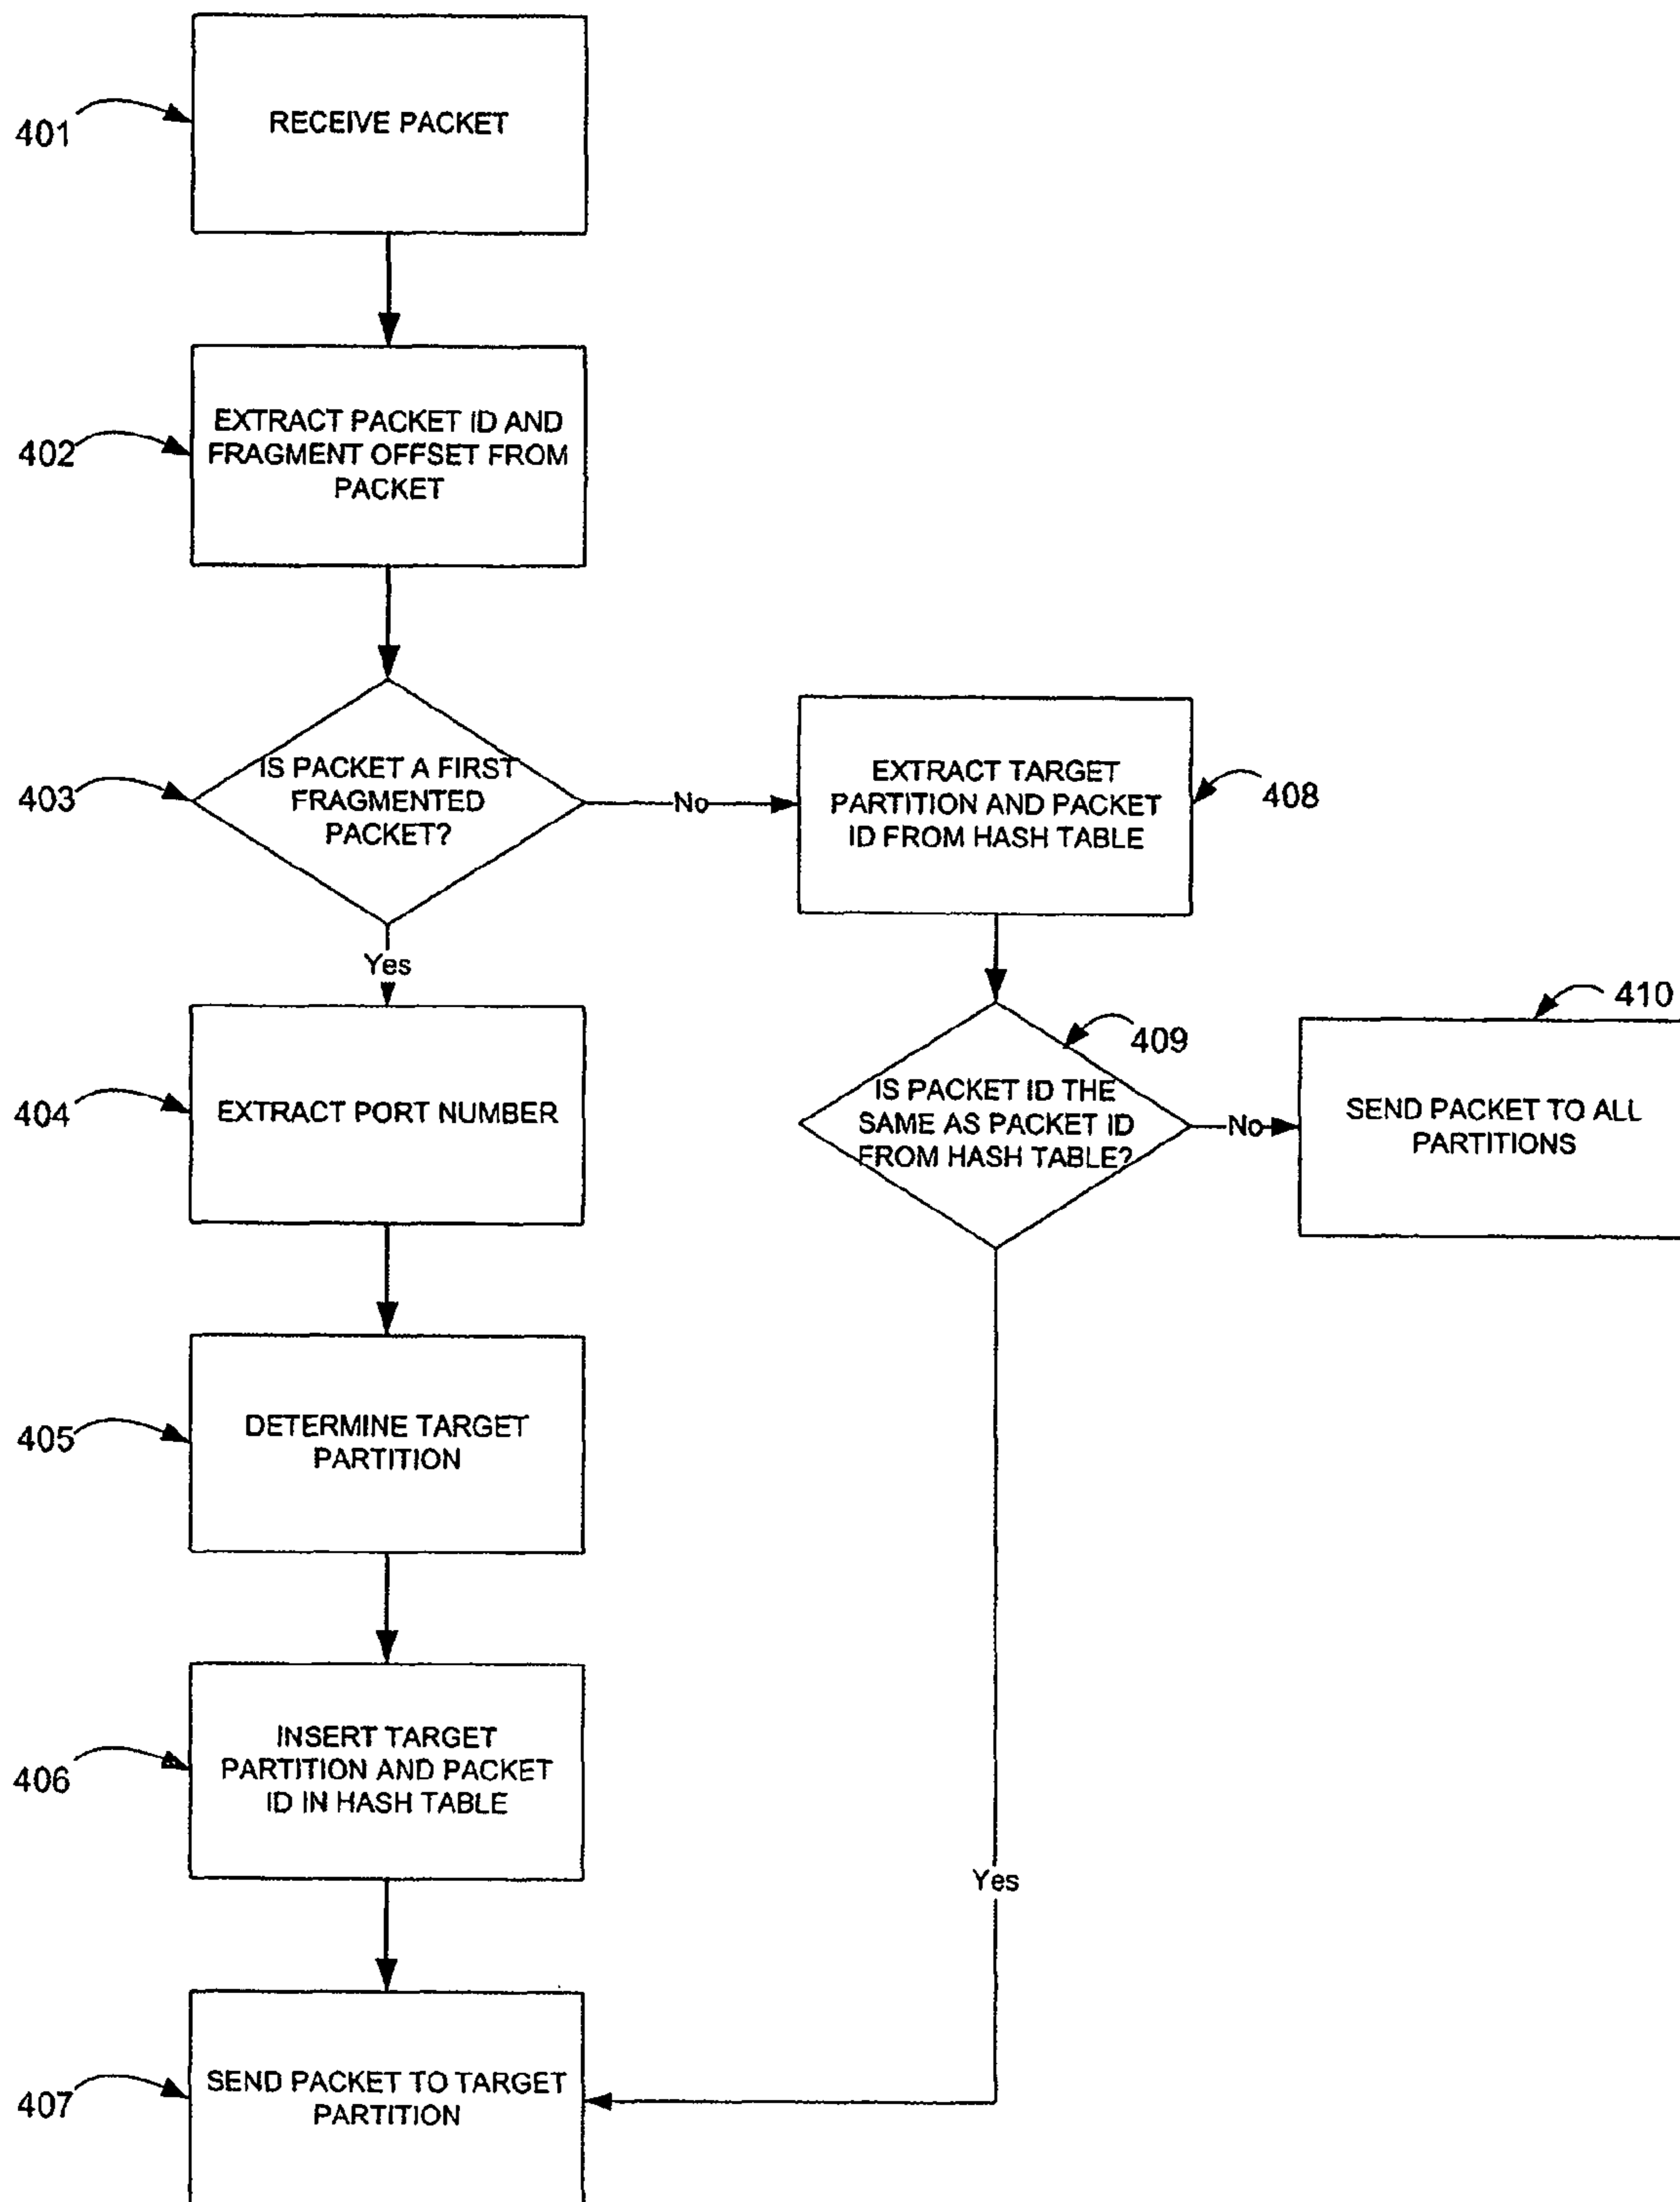 401
RECEIVE PACKET
402
EXTRACT PACKET ID AND
FRAGMENT OFFSET FROM
PACKET
403
IS PACKET A FIRST
FRAGMENTED
PACKET?
No
Yes
EXTRACT TARGET
PARTITION AND PACKET
ID FROM HASH TABLE
408
409
IS PACKET ID THE
SAME AS PACKET ID
FROM HASH TABLE?
No
Yes
410
SEND PACKET TO ALL
PARTITIONS
404
EXTRACT PORT NUMBER
405
DETERMINE TARGET
PARTITION
406
INSERT TARGET
PARTITION AND PACKET
ID IN HASH TABLE
407
SEND PACKET TO TARGET
PARTITION